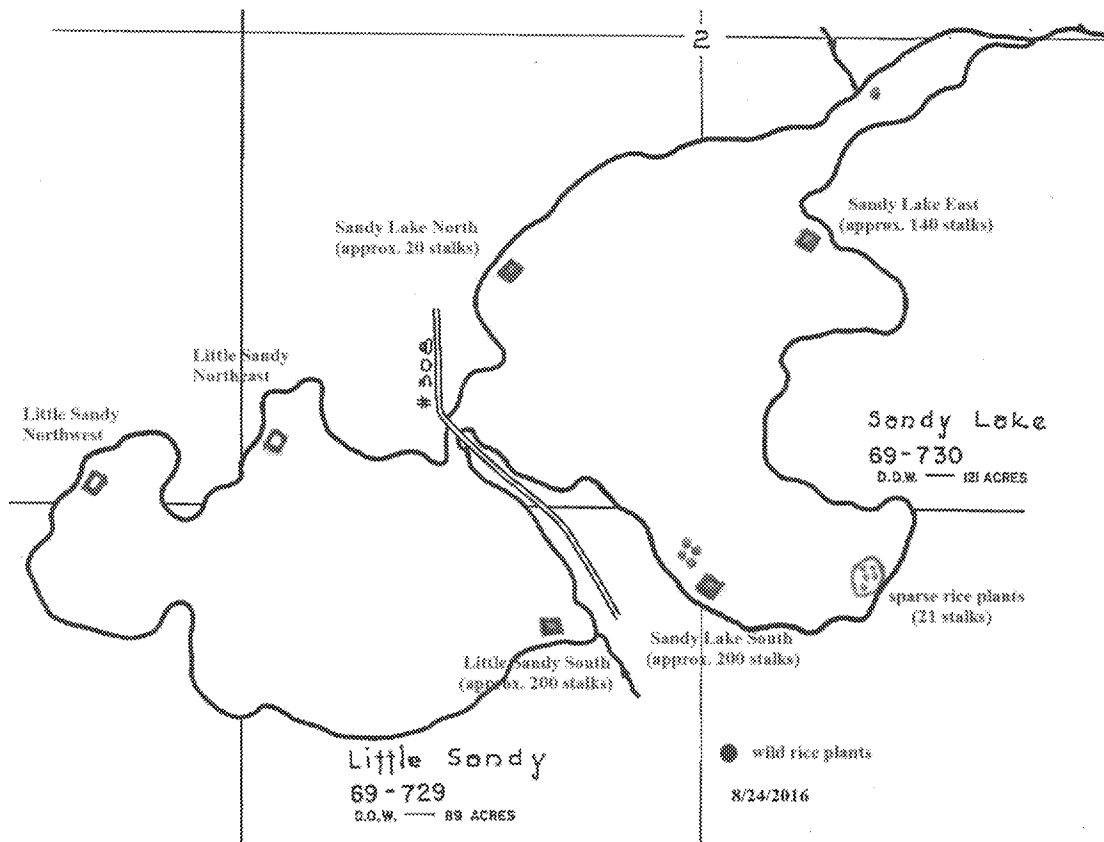 2
Sandy Lake East
(approx. 140 stalks)
Sandy Lake North
(approx. 20 stalks)
Little Sandy
Northeast
Little Sandy
Northwest
Sandy Lake
69-730
D.O.W. — 121 ACRES
sparse rice plants
(21 stalks)
Sandy Lake South
(approx. 200 stalks)
Little Sandy South
(approx. 200 stalks)
Little Sandy
69-729
D.O.W. — 89 ACRES
wild rice plants
8/24/2016